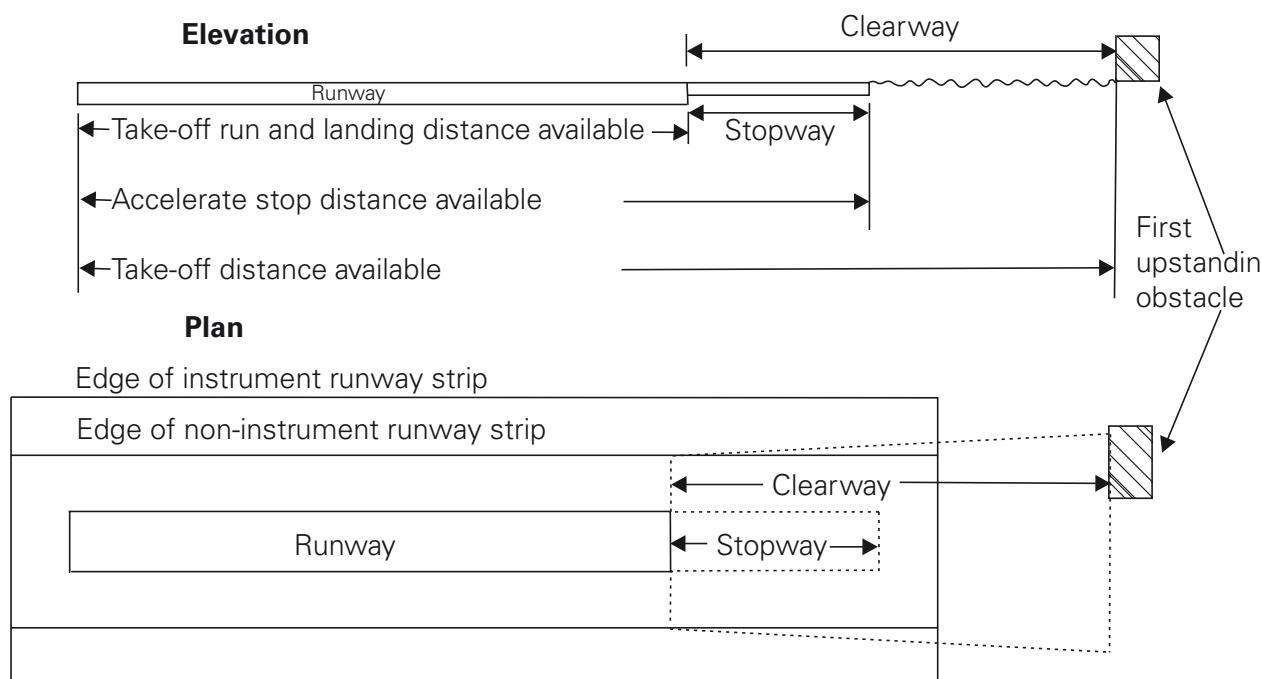 Elevation
Clearway
Runway
Take-off run and landing distance available
Stopway
Accelerate stop distance available
Take-off distance available
First
upstandin
obstacle
Plan
Edge of instrument runway strip
Edge of non-instrument runway strip
Clearway
Runway
Stopway